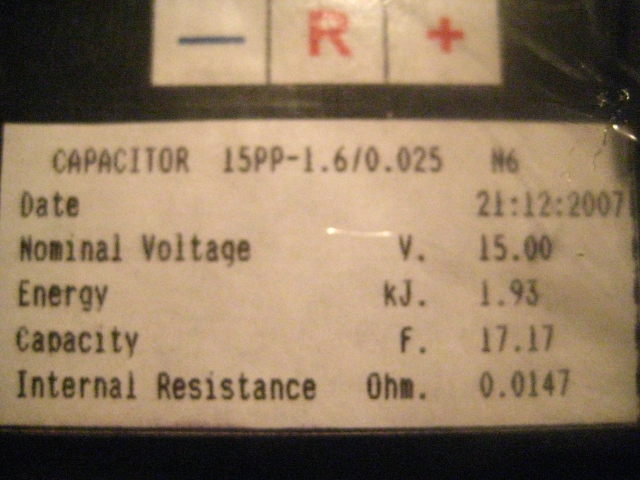 — R +
CAPACITOR 15PP-1.6/0.025 N6
Date 21:12:2007
Nominal Voltage V. 15.00
Energy kJ. 1.93
Capacity F. 17.17
Internal Resistance Ohm. 0.0147